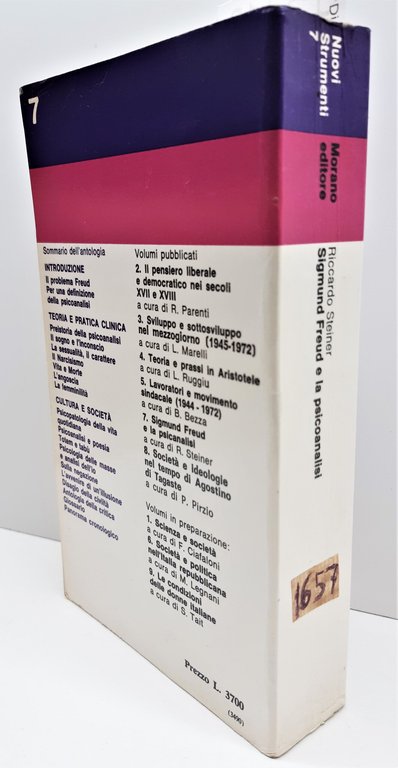 7
Sommario dell'antologia
INTRODUZIONE
Il problema Freud
Per una definizione
della psicoanalisi
TEORIA E PRATICA CLINICA
Preistoria della psicoanalisi
Il sogno e l'inconscio
La sessualità, il carattere
Il Narcisismo
Vita e Morte
L'angoscia
La femminilità
CULTURA E SOCIETÀ
Psicopatologia della vita
quotidiana
Psicoanalisi e poesia
Totem e tabù
Psicologia delle masse
e analisi dell'io
Sulla negazione
L'avvenire di un'illusione
Disagio della civiltà
Antologia della critica
Glossario
Panorama cronologico
Volumi pubblicati
2. Il pensiero liberale
e democratico nei secoli
XVII e XVIII
a cura di R. Parenti
3. Sviluppo e sottosviluppo
nel mezzogiorno (1945-1972)
a cura di L. Marelli
4. Teoria e prassi in Aristotele
a cura di L. Ruggiu
5. Lavoratori e movimento
sindacale (1944-1972)
a cura di B. Bezza
7. Sigmund Freud
e la psicanalisi
a cura di R. Steiner
8. Società e ideologie
nel tempo di Agostino
di Tagaste
a cura di P. Pirzio
Volumi in preparazione:
1. Scienza e società
a cura di F. Ciafaloni
6. Società e politica
nell'Italia repubblicana
a cura di M. Legnani
9. Le condizioni
delle donne italiane
a cura di S. Tait
Prezzo L. 3700
(3490)
Nuovi
Strumenti
7
Morano
editore
Riccardo Steiner
Sigmund Freud e la psicoanalisi
1657